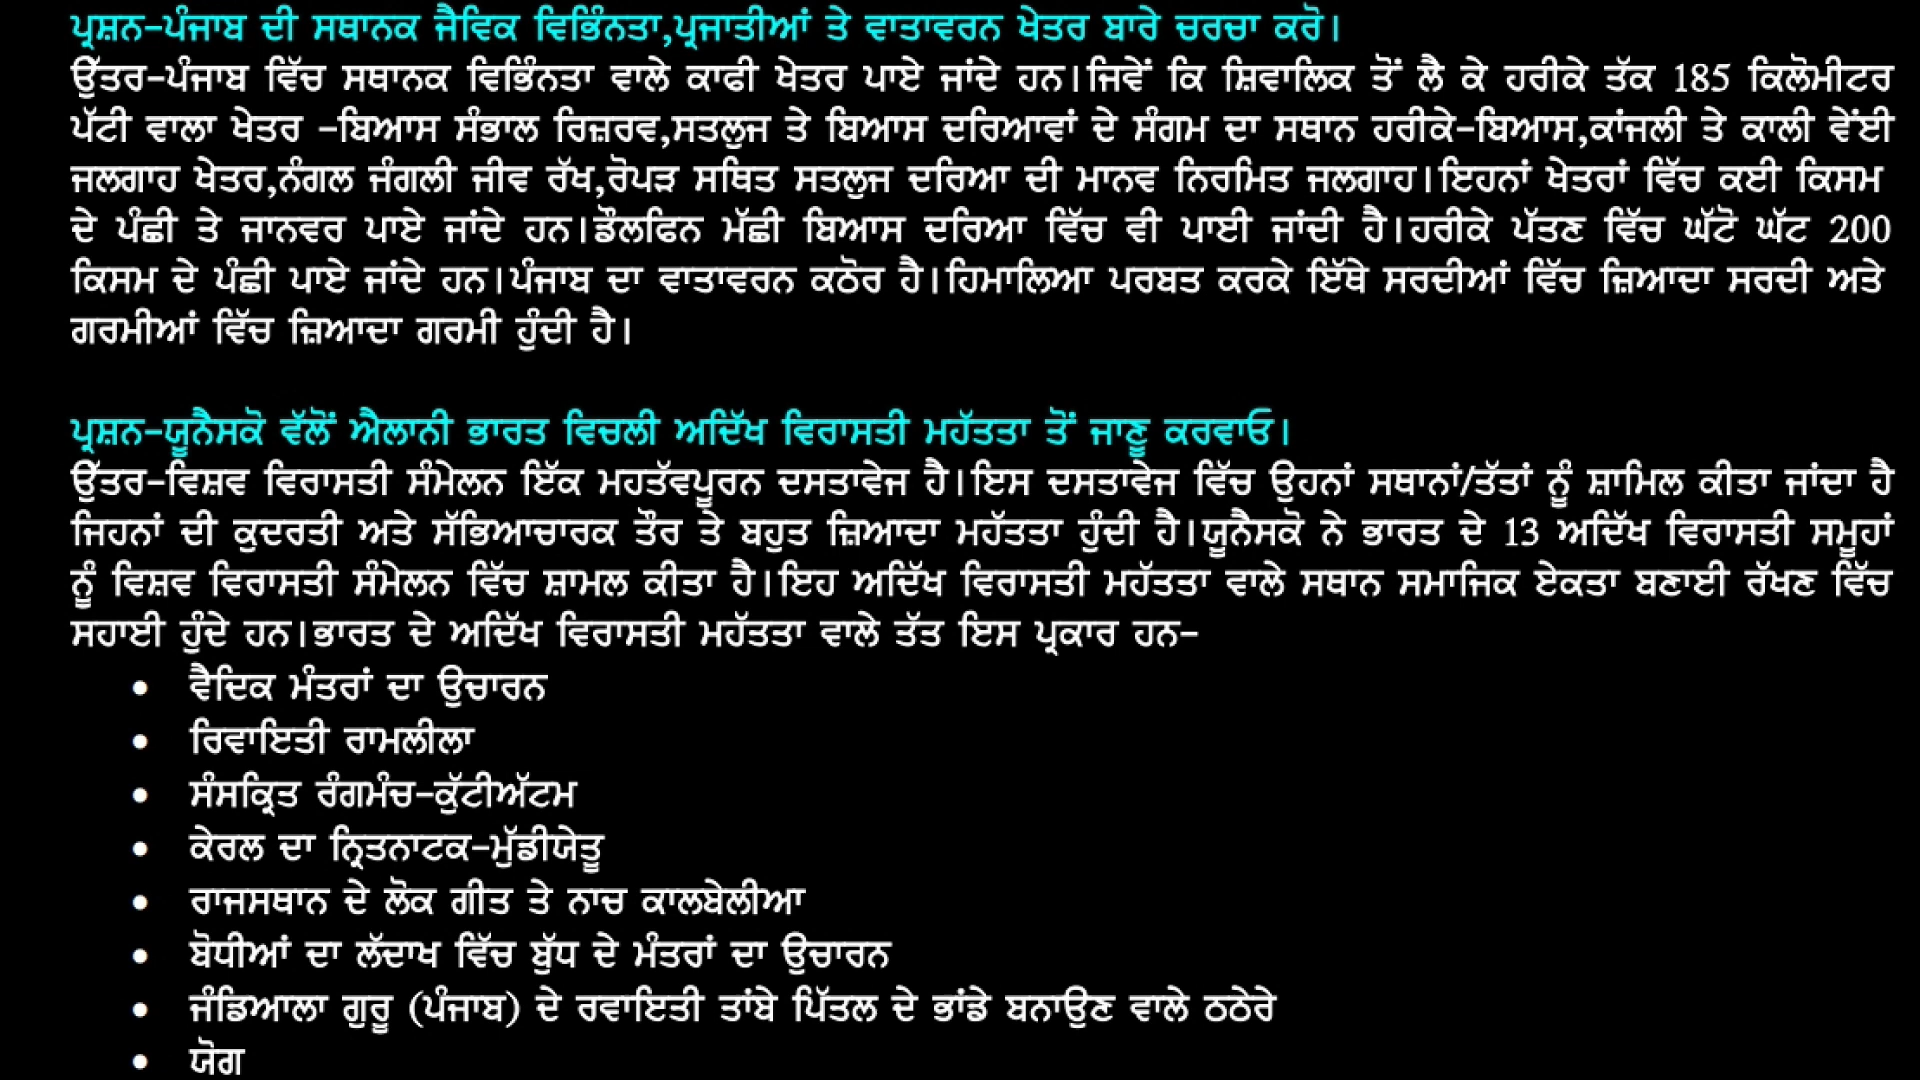 ਪ੍ਰਸ਼ਨ-ਪੰਜਾਬ ਦੀ ਸਥਾਨਕ ਜੈਵਿਕ ਵਿਭਿੰਨਤਾ,ਪ੍ਰਜਾਤੀਆਂ ਤੇ ਵਾਤਾਵਰਨ ਖੇਤਰ ਬਾਰੇ ਚਰਚਾ ਕਰੋ।
ਉੱਤਰ-ਪੰਜਾਬ ਵਿੱਚ ਸਥਾਨਕ ਵਿਭਿੰਨਤਾ ਵਾਲੇ ਕਾਫੀ ਖੇਤਰ ਪਾਏ ਜਾਂਦੇ ਹਨ।ਜਿਵੇਂ ਕਿ ਸ਼ਿਵਾਲਿਕ ਤੋਂ ਲੈ ਕੇ ਹਰੀਕੇ ਤੱਕ 185 ਕਿਲੋਮੀਟਰ
ਪੱਟੀ ਵਾਲਾ ਖੇਤਰ –ਬਿਆਸ ਸੰਭਾਲ ਰਿਜ਼ਰਵ,ਸਤਲੁਜ ਤੇ ਬਿਆਸ ਦਰਿਆਵਾਂ ਦੇ ਸੰਗਮ ਦਾ ਸਥਾਨ ਹਰੀਕੇ-ਬਿਆਸ,ਕਾਂਜਲੀ ਤੇ ਕਾਲੀ ਵੇਂਈ
ਜਲਗਾਹ ਖੇਤਰ,ਨੰਗਲ ਜੰਗਲੀ ਜੀਵ ਰੱਖ,ਰੋਪੜ ਸਥਿਤ ਸਤਲੁਜ ਦਰਿਆ ਦੀ ਮਾਨਵ ਨਿਰਮਿਤ ਜਲਗਾਹ।ਇਹਨਾਂ ਖੇਤਰਾਂ ਵਿੱਚ ਕਈ ਕਿਸਮ
ਦੇ ਪੰਛੀ ਤੇ ਜਾਨਵਰ ਪਾਏ ਜਾਂਦੇ ਹਨ।ਡੌਲਫਿਨ ਮੱਛੀ ਬਿਆਸ ਦਰਿਆ ਵਿੱਚ ਵੀ ਪਾਈ ਜਾਂਦੀ ਹੈ।ਹਰੀਕੇ ਪੱਤਣ ਵਿੱਚ ਘੱਟੋ ਘੱਟ 200
ਕਿਸਮ ਦੇ ਪੰਛੀ ਪਾਏ ਜਾਂਦੇ ਹਨ।ਪੰਜਾਬ ਦਾ ਵਾਤਾਵਰਨ ਕਠੋਰ ਹੈ।ਹਿਮਾਲਿਆ ਪਰਬਤ ਕਰਕੇ ਇੱਥੇ ਸਰਦੀਆਂ ਵਿੱਚ ਜ਼ਿਆਦਾ ਸਰਦੀ ਅਤੇ
ਗਰਮੀਆਂ ਵਿੱਚ ਜ਼ਿਆਦਾ ਗਰਮੀ ਹੁੰਦੀ ਹੈ।
ਪ੍ਰਸ਼ਨ-ਯੂਨੈਸਕੋ ਵੱਲੋਂ ਐਲਾਨੀ ਭਾਰਤ ਵਿਚਲੀ ਅਦਿੱਖ ਵਿਰਾਸਤੀ ਮਹੱਤਤਾ ਤੋਂ ਜਾਣੂ ਕਰਵਾਓ।
ਉੱਤਰ-ਵਿਸ਼ਵ ਵਿਰਾਸਤੀ ਸੰਮੇਲਨ ਇੱਕ ਮਹਤੱਵਪੂਰਨ ਦਸਤਾਵੇਜ ਹੈ।ਇਸ ਦਸਤਾਵੇਜ ਵਿੱਚ ਉਹਨਾਂ ਸਥਾਨਾਂ/ਤੱਤਾਂ ਨੂੰ ਸ਼ਾਮਿਲ ਕੀਤਾ ਜਾਂਦਾ ਹੈ
ਜਿਹਨਾਂ ਦੀ ਕੁਦਰਤੀ ਅਤੇ ਸੱਭਿਆਚਾਰਕ ਤੌਰ ਤੇ ਬਹੁਤ ਜ਼ਿਆਦਾ ਮਹੱਤਤਾ ਹੁੰਦੀ ਹੈ।ਯੂਨੈਸਕੋ ਨੇ ਭਾਰਤ ਦੇ 13 ਅਦਿੱਖ ਵਿਰਾਸਤੀ ਸਮੂਹਾਂ
ਨੂੰ ਵਿਸ਼ਵ ਵਿਰਾਸਤੀ ਸੰਮੇਲਨ ਵਿੱਚ ਸ਼ਾਮਲ ਕੀਤਾ ਹੈ।ਇਹ ਅਦਿੱਖ ਵਿਰਾਸਤੀ ਮਹੱਤਤਾ ਵਾਲੇ ਸਥਾਨ ਸਮਾਜਿਕ ਏਕਤਾ ਬਣਾਈ ਰੱਖਣ ਵਿੱਚ
ਸਹਾਈ ਹੁੰਦੇ ਹਨ।ਭਾਰਤ ਦੇ ਅਦਿੱਖ ਵਿਰਾਸਤੀ ਮਹੱਤਤਾ ਵਾਲੇ ਤੱਤ ਇਸ ਪ੍ਰਕਾਰ ਹਨ-
• ਵੈਦਿਕ ਮੰਤਰਾਂ ਦਾ ਉਚਾਰਨ
• ਰਿਵਾਇਤੀ ਰਾਮਲੀਲਾ
• ਸੰਸਕ੍ਰਿਤ ਰੰਗਮੰਚ-ਕੁੱਟੀਅੱਟਮ
• ਕੇਰਲ ਦਾ ਨ੍ਰਿਤਨਾਟਕ-ਮੁੱਡੀਯੇਤੂ
• ਰਾਜਸਥਾਨ ਦੇ ਲੋਕ ਗੀਤ ਤੇ ਨਾਚ ਕਾਲਬੇਲੀਆ
• ਬੋਧੀਆਂ ਦਾ ਲੱਦਾਖ ਵਿੱਚ ਬੁੱਧ ਦੇ ਮੰਤਰਾਂ ਦਾ ਉਚਾਰਨ
• ਜੰਡਿਆਲਾ ਗੁਰੂ (ਪੰਜਾਬ) ਦੇ ਰਵਾਇਤੀ ਤਾਂਬੇ ਪਿੱਤਲ ਦੇ ਭਾਂਡੇ ਬਨਾਉਣ ਵਾਲੇ ਠਠੇਰੇ
• ਯੋਗ